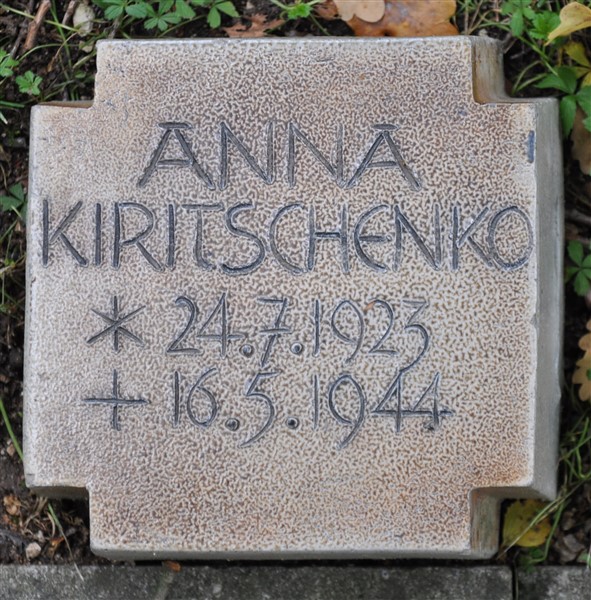 ANNA
KIRITSCHENKO
* 24.7.1923
+ 16.5.1944